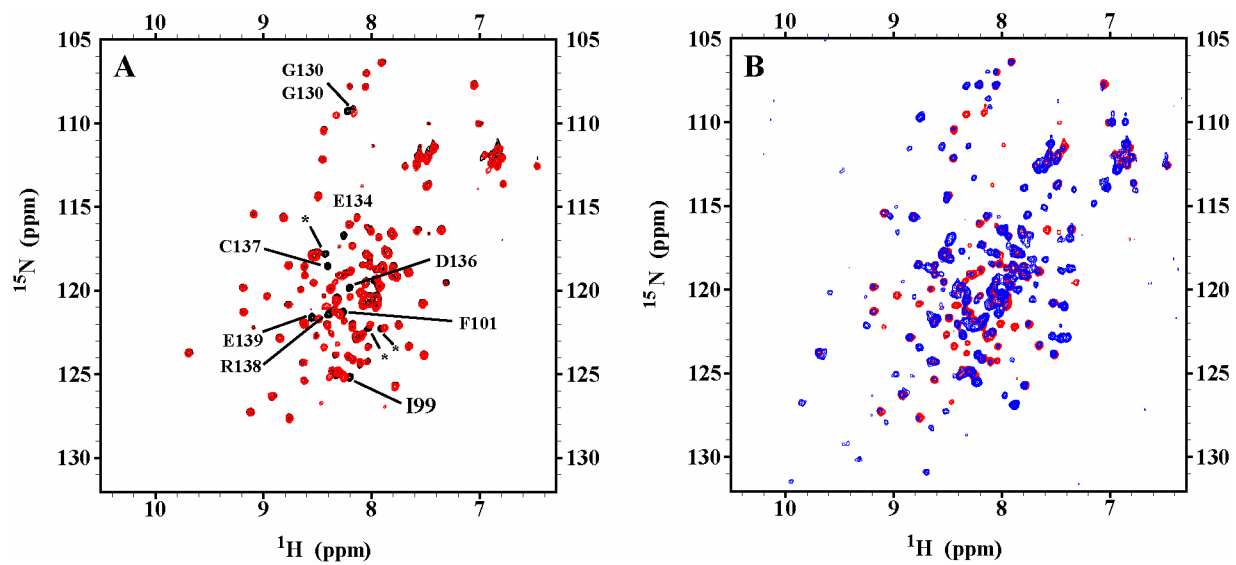 10 9 8 7
10 9 8 7
105 A 105 105 B 105
G130
G130
110 110 110 110
115 115 115 115
E134
*
C137
D136
120 120 120 120
E139
F101
R138
* *
125 125 125 125
I99
130 130 130 130
10 9 8 7
10 9 8 7
¹H (ppm)
¹H (ppm)
¹⁵N (ppm)
¹⁵N (ppm)